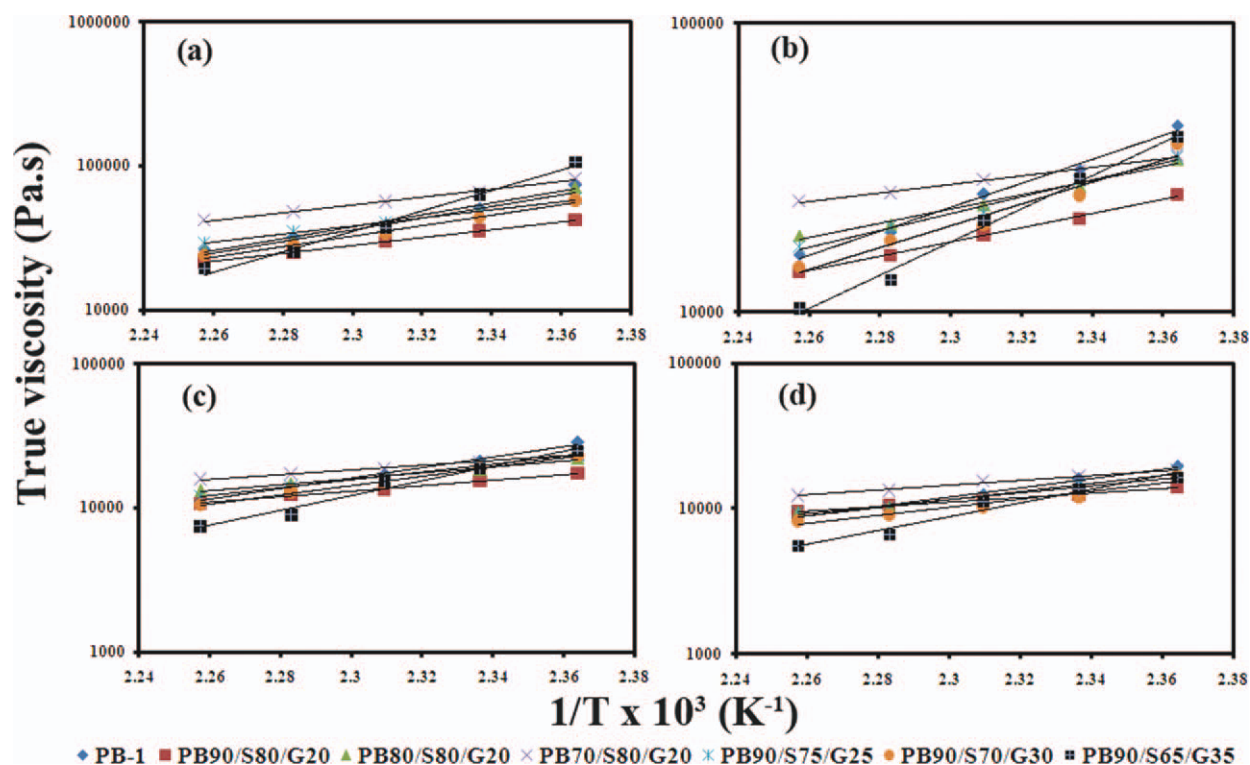 True viscosity (Pa.s)
(a)
1000000
100000
10000
2.24 2.26 2.28 2.3 2.32 2.34 2.36 2.38
(b)
100000
10000
2.24 2.26 2.28 2.3 2.32 2.34 2.36 2.38
(c)
100000
10000
1000
2.24 2.26 2.28 2.3 2.32 2.34 2.36 2.38
(d)
100000
10000
1000
2.24 2.26 2.28 2.3 2.32 2.34 2.36 2.38
1/T x 10³ (K⁻¹)
PB-1 PB90/S80/G20 PB80/S80/G20 PB70/S80/G20 PB90/S75/G25 PB90/S70/G30 PB90/S65/G35